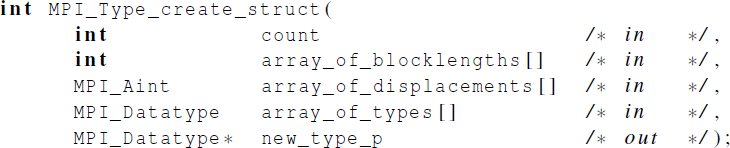 int MPI_Type_create_struct(
int count /* in */,
int array_of_blocklengths[] /* in */,
MPI_Aint array_of_displacements[] /* in */,
MPI_Datatype array_of_types[] /* in */,
MPI_Datatype* new_type_p /* out */);